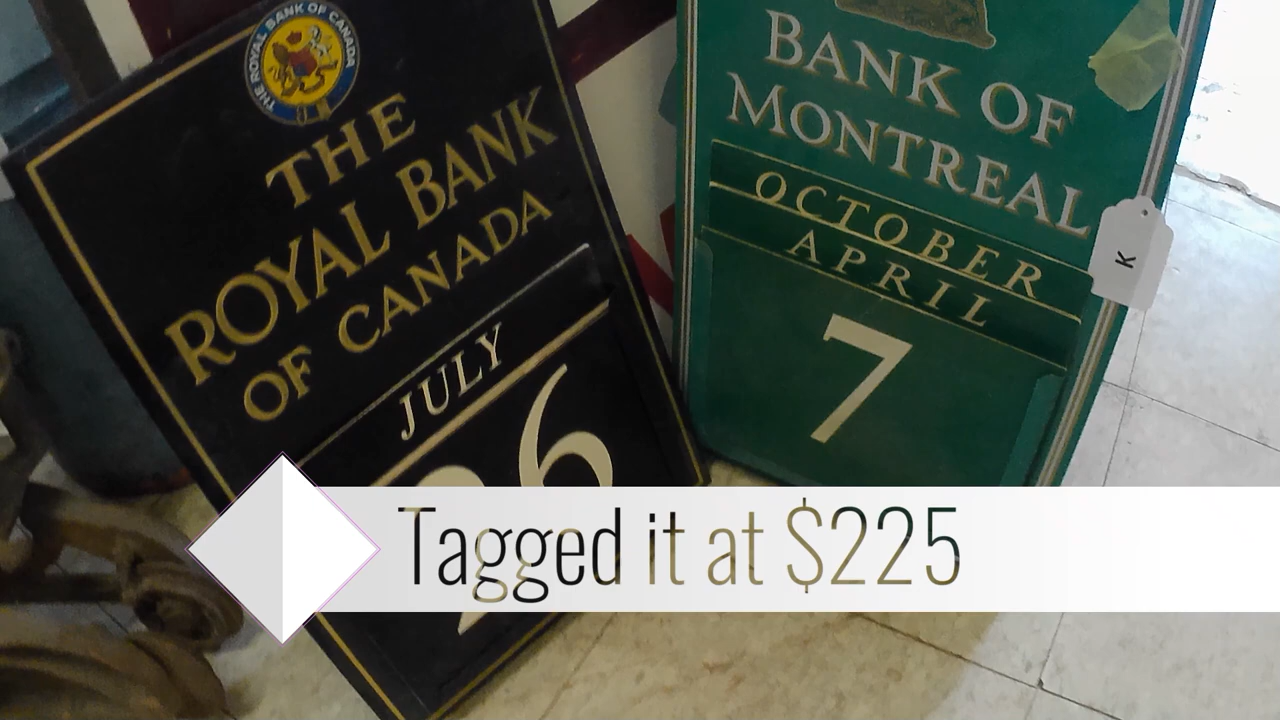 THE ROYAL BANK OF CANADA
THE
ROYAL BANK
OF CANADA
JULY
26
BANK OF
MONTREAL
OCTOBER
APRIL
7
K
Tagged it at $225